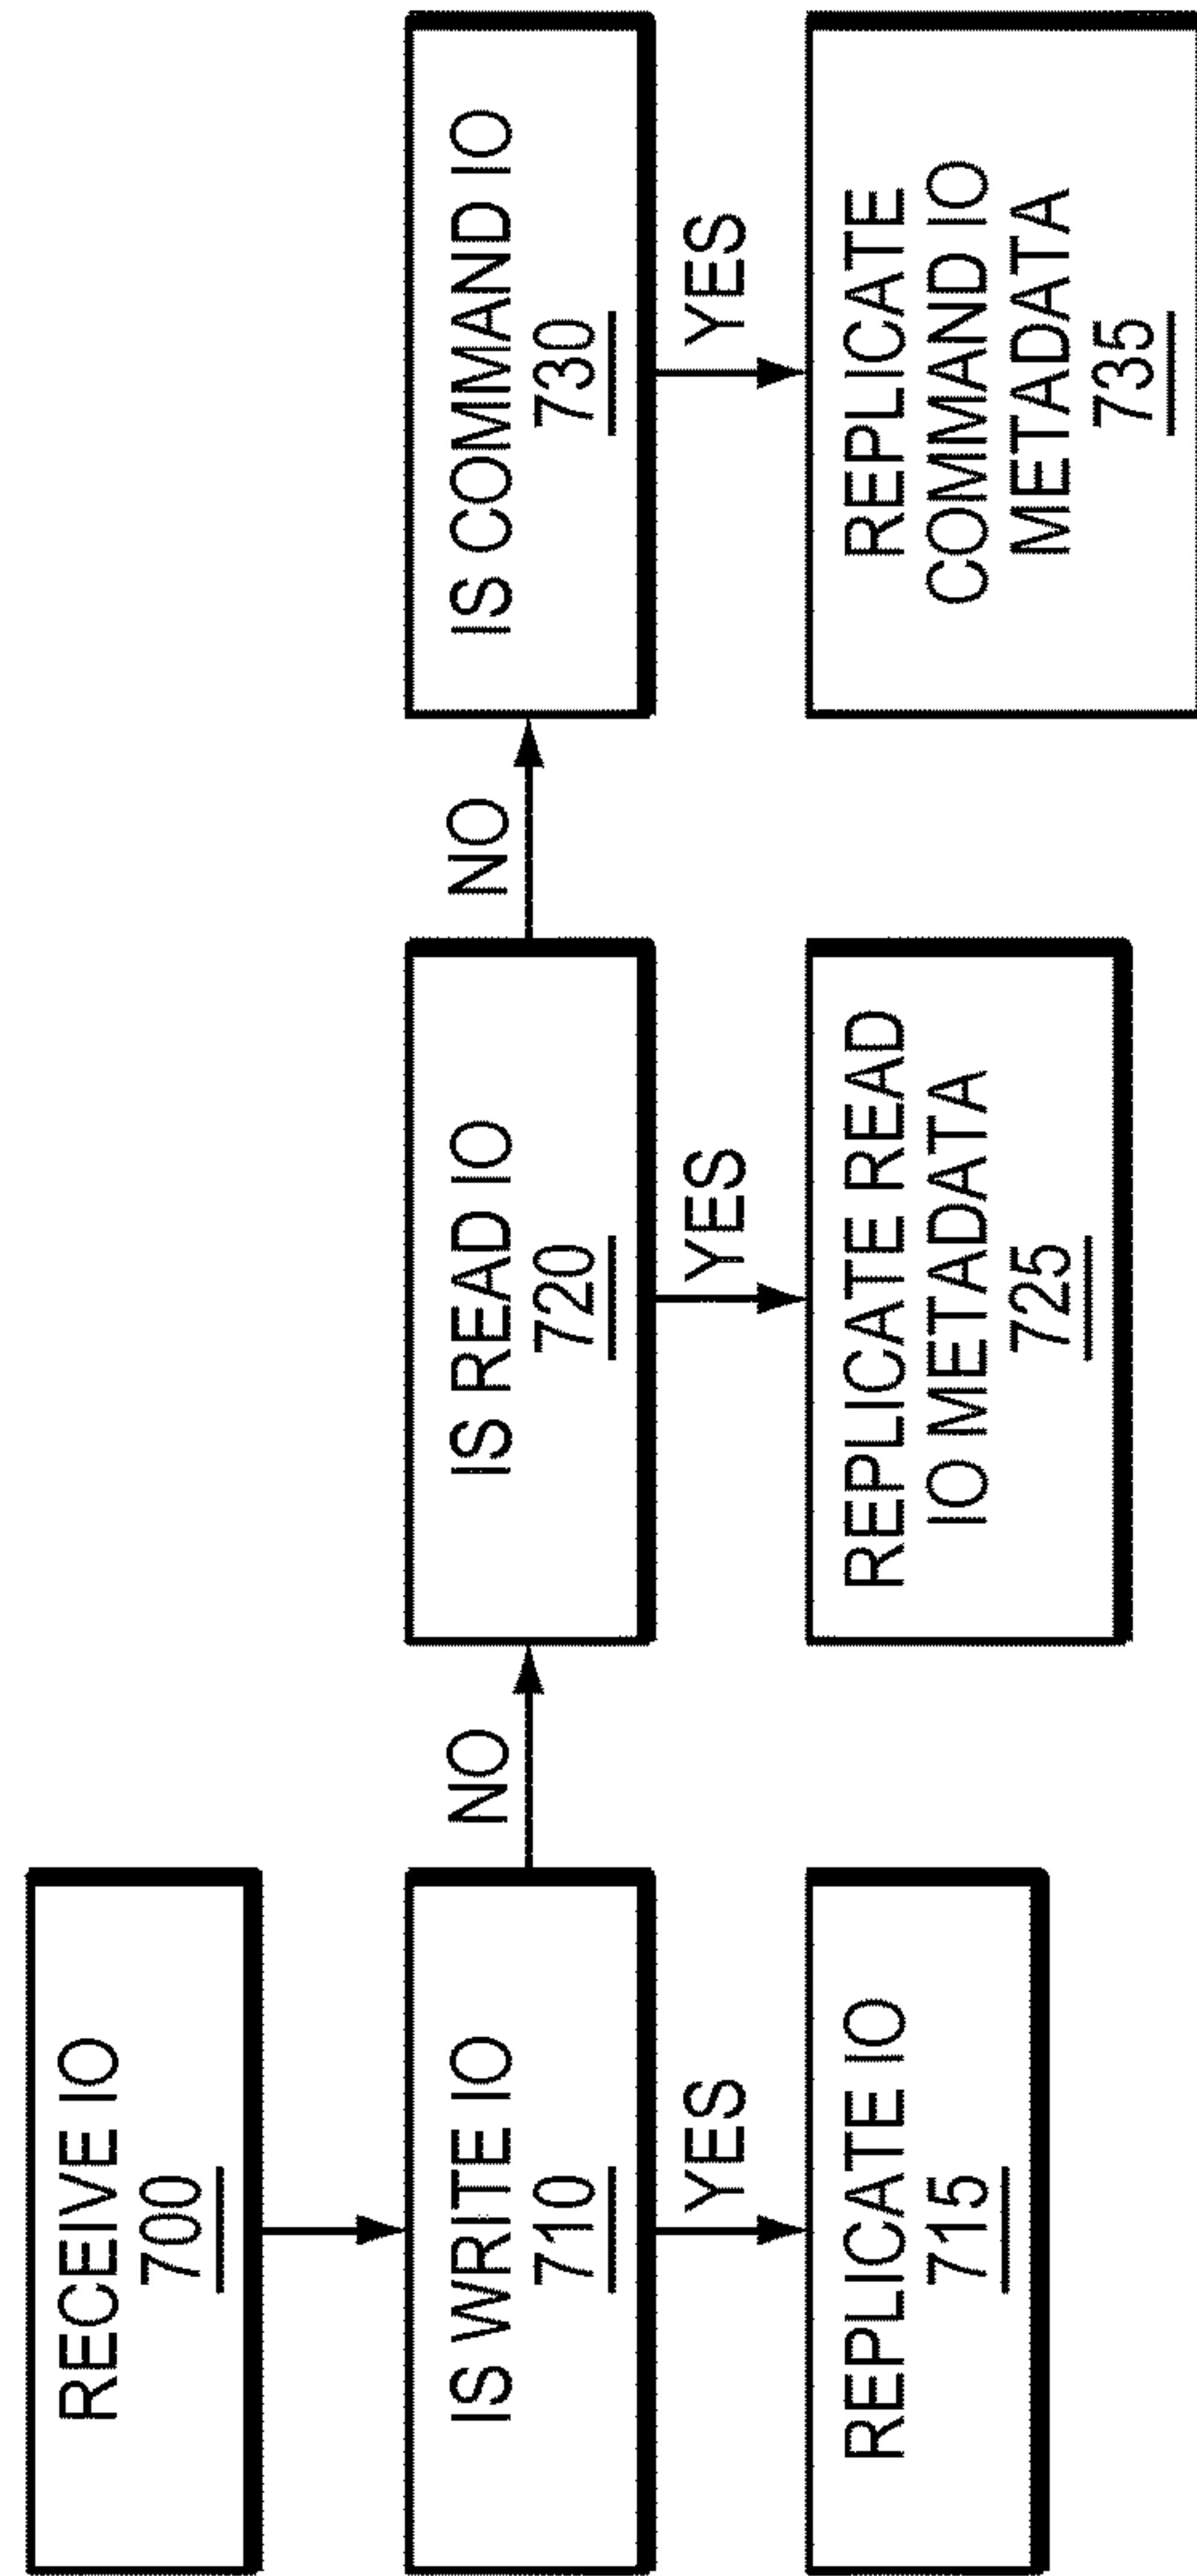 RECEIVE IO
700
IS WRITE IO
710
NO
IS READ IO
720
NO
IS COMMAND IO
730
YES
YES
YES
REPLICATE IO
715
REPLICATE READ
IO METADATA
725
REPLICATE
COMMAND IO
METADATA
735